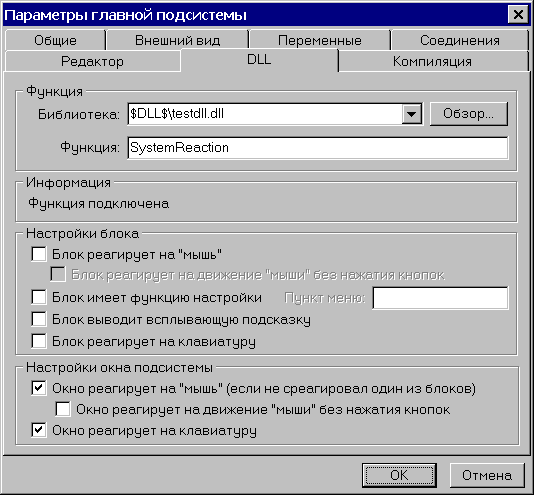 Параметры главной подсистемы
Общие Внешний вид Переменные Соединения
Редактор DLL Компиляция
Функция
Библиотека: $DLL$\testdll.dll Обзор...
Функция: SystemReaction
Информация
Функция подключена
Настройки блока
Блок реагирует на "мышь"
Блок реагирует на движение "мыши" без нажатия кнопок
Блок имеет функцию настройки Пункт меню:
Блок выводит всплывающую подсказку
Блок реагирует на клавиатуру
Настройки окна подсистемы
Окно реагирует на "мышь" (если не среагировал один из блоков)
Окно реагирует на движение "мыши" без нажатия кнопок
Окно реагирует на клавиатуру
OK Отмена